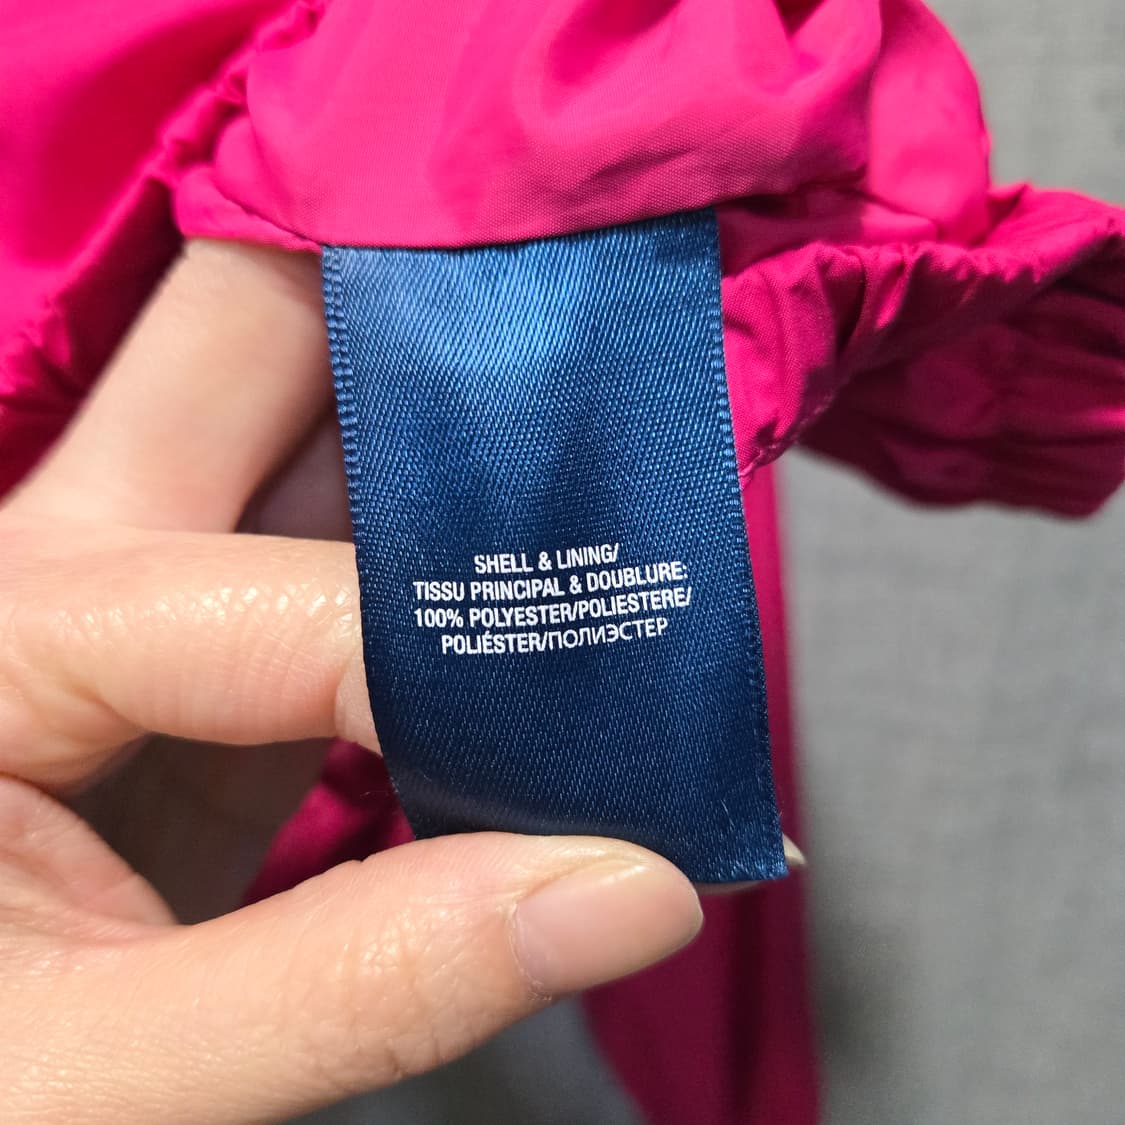 SHELL & LINING/
TISSU PRINCIPAL & DOUBLURE:
100% POLYESTER/POLIESTERE/
POLIÉSTER/ПОЛИЭСТЕР